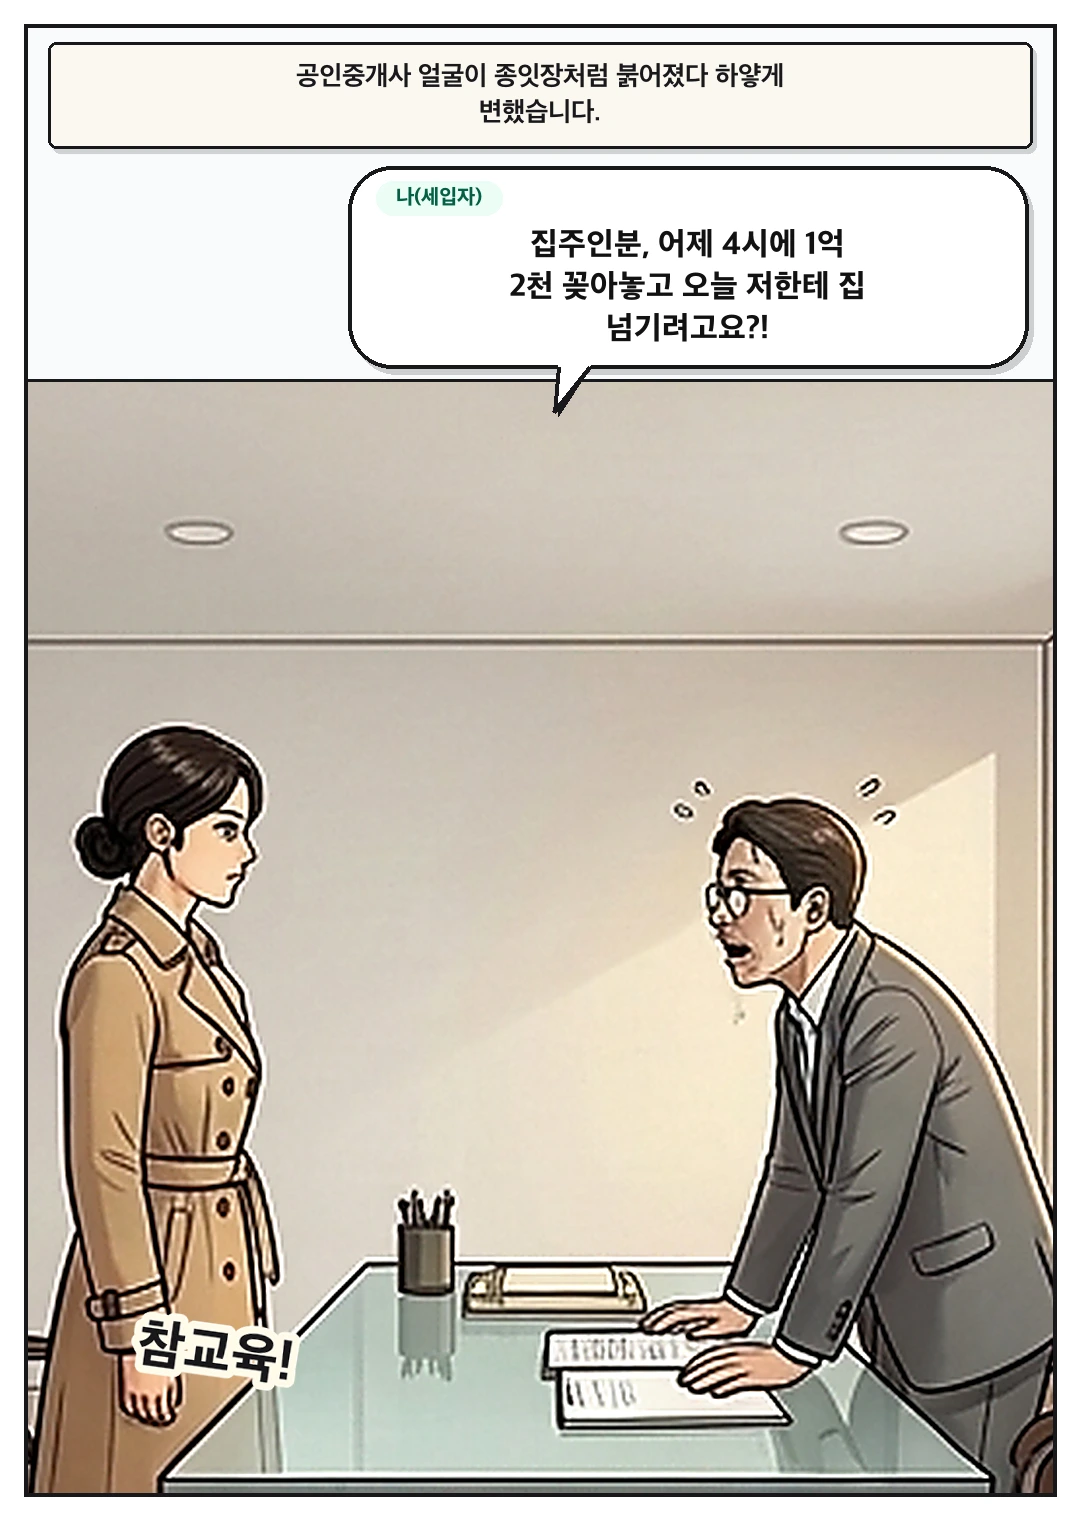 공인중개사 얼굴이 종잇장처럼 붉어졌다 하얗게
변했습니다.
나(세입자)
집주인분, 어제 4시에 1억
2천 꽂아놓고 오늘 저한테 집
넘기려고요?!
참교육!